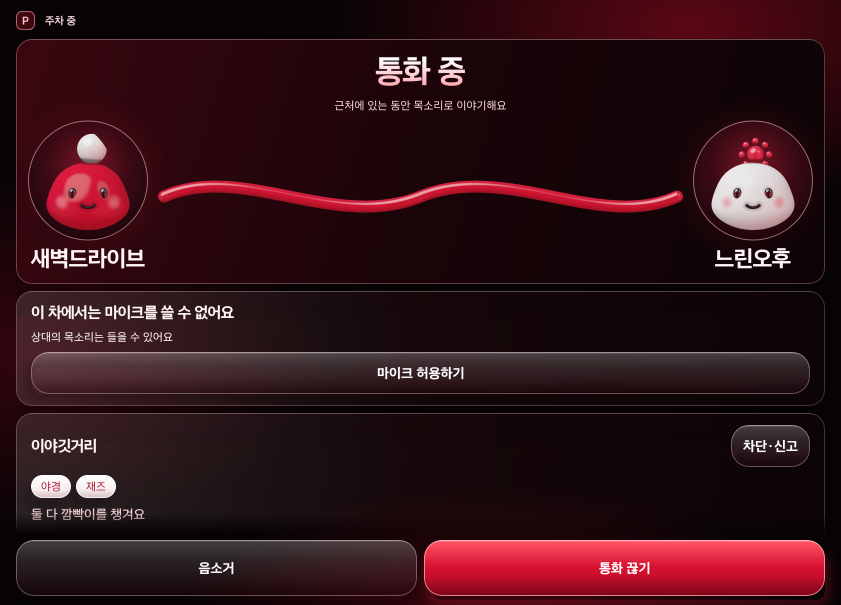 P 주차 중
통화 중
근처에 있는 동안 목소리로 이야기해요
새벽드라이브
느린오후
이 차에서는 마이크를 쓸 수 없어요
상대의 목소리는 들을 수 있어요
마이크 허용하기
이야깃거리
차단·신고
야경 재즈
둘 다 깜빡이를 챙겨요
음소거
통화 끊기